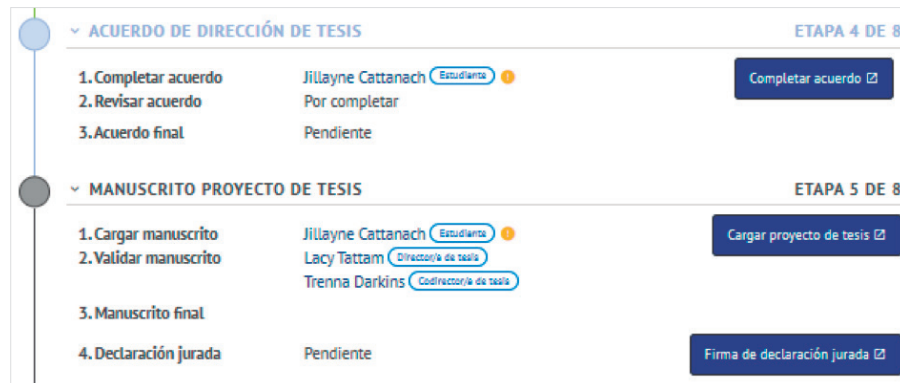 ACUERDO DE DIRECCIÓN DE TESIS ETAPA 4 DE 8
1. Completar acuerdo Jillayne Cattanach Estudiante ! Completar acuerdo
2. Revisar acuerdo Por completar
3. Acuerdo final Pendiente
MANUSCRITO PROYECTO DE TESIS ETAPA 5 DE 8
1. Cargar manuscrito Jillayne Cattanach Estudiante ! Cargar proyecto de tesis
2. Validar manuscrito Lacy Tattam Director/a de tesis
Trenna Darkins Codirector/a de tesis
3. Manuscrito final
4. Declaración jurada Pendiente Firma de declaración jurada